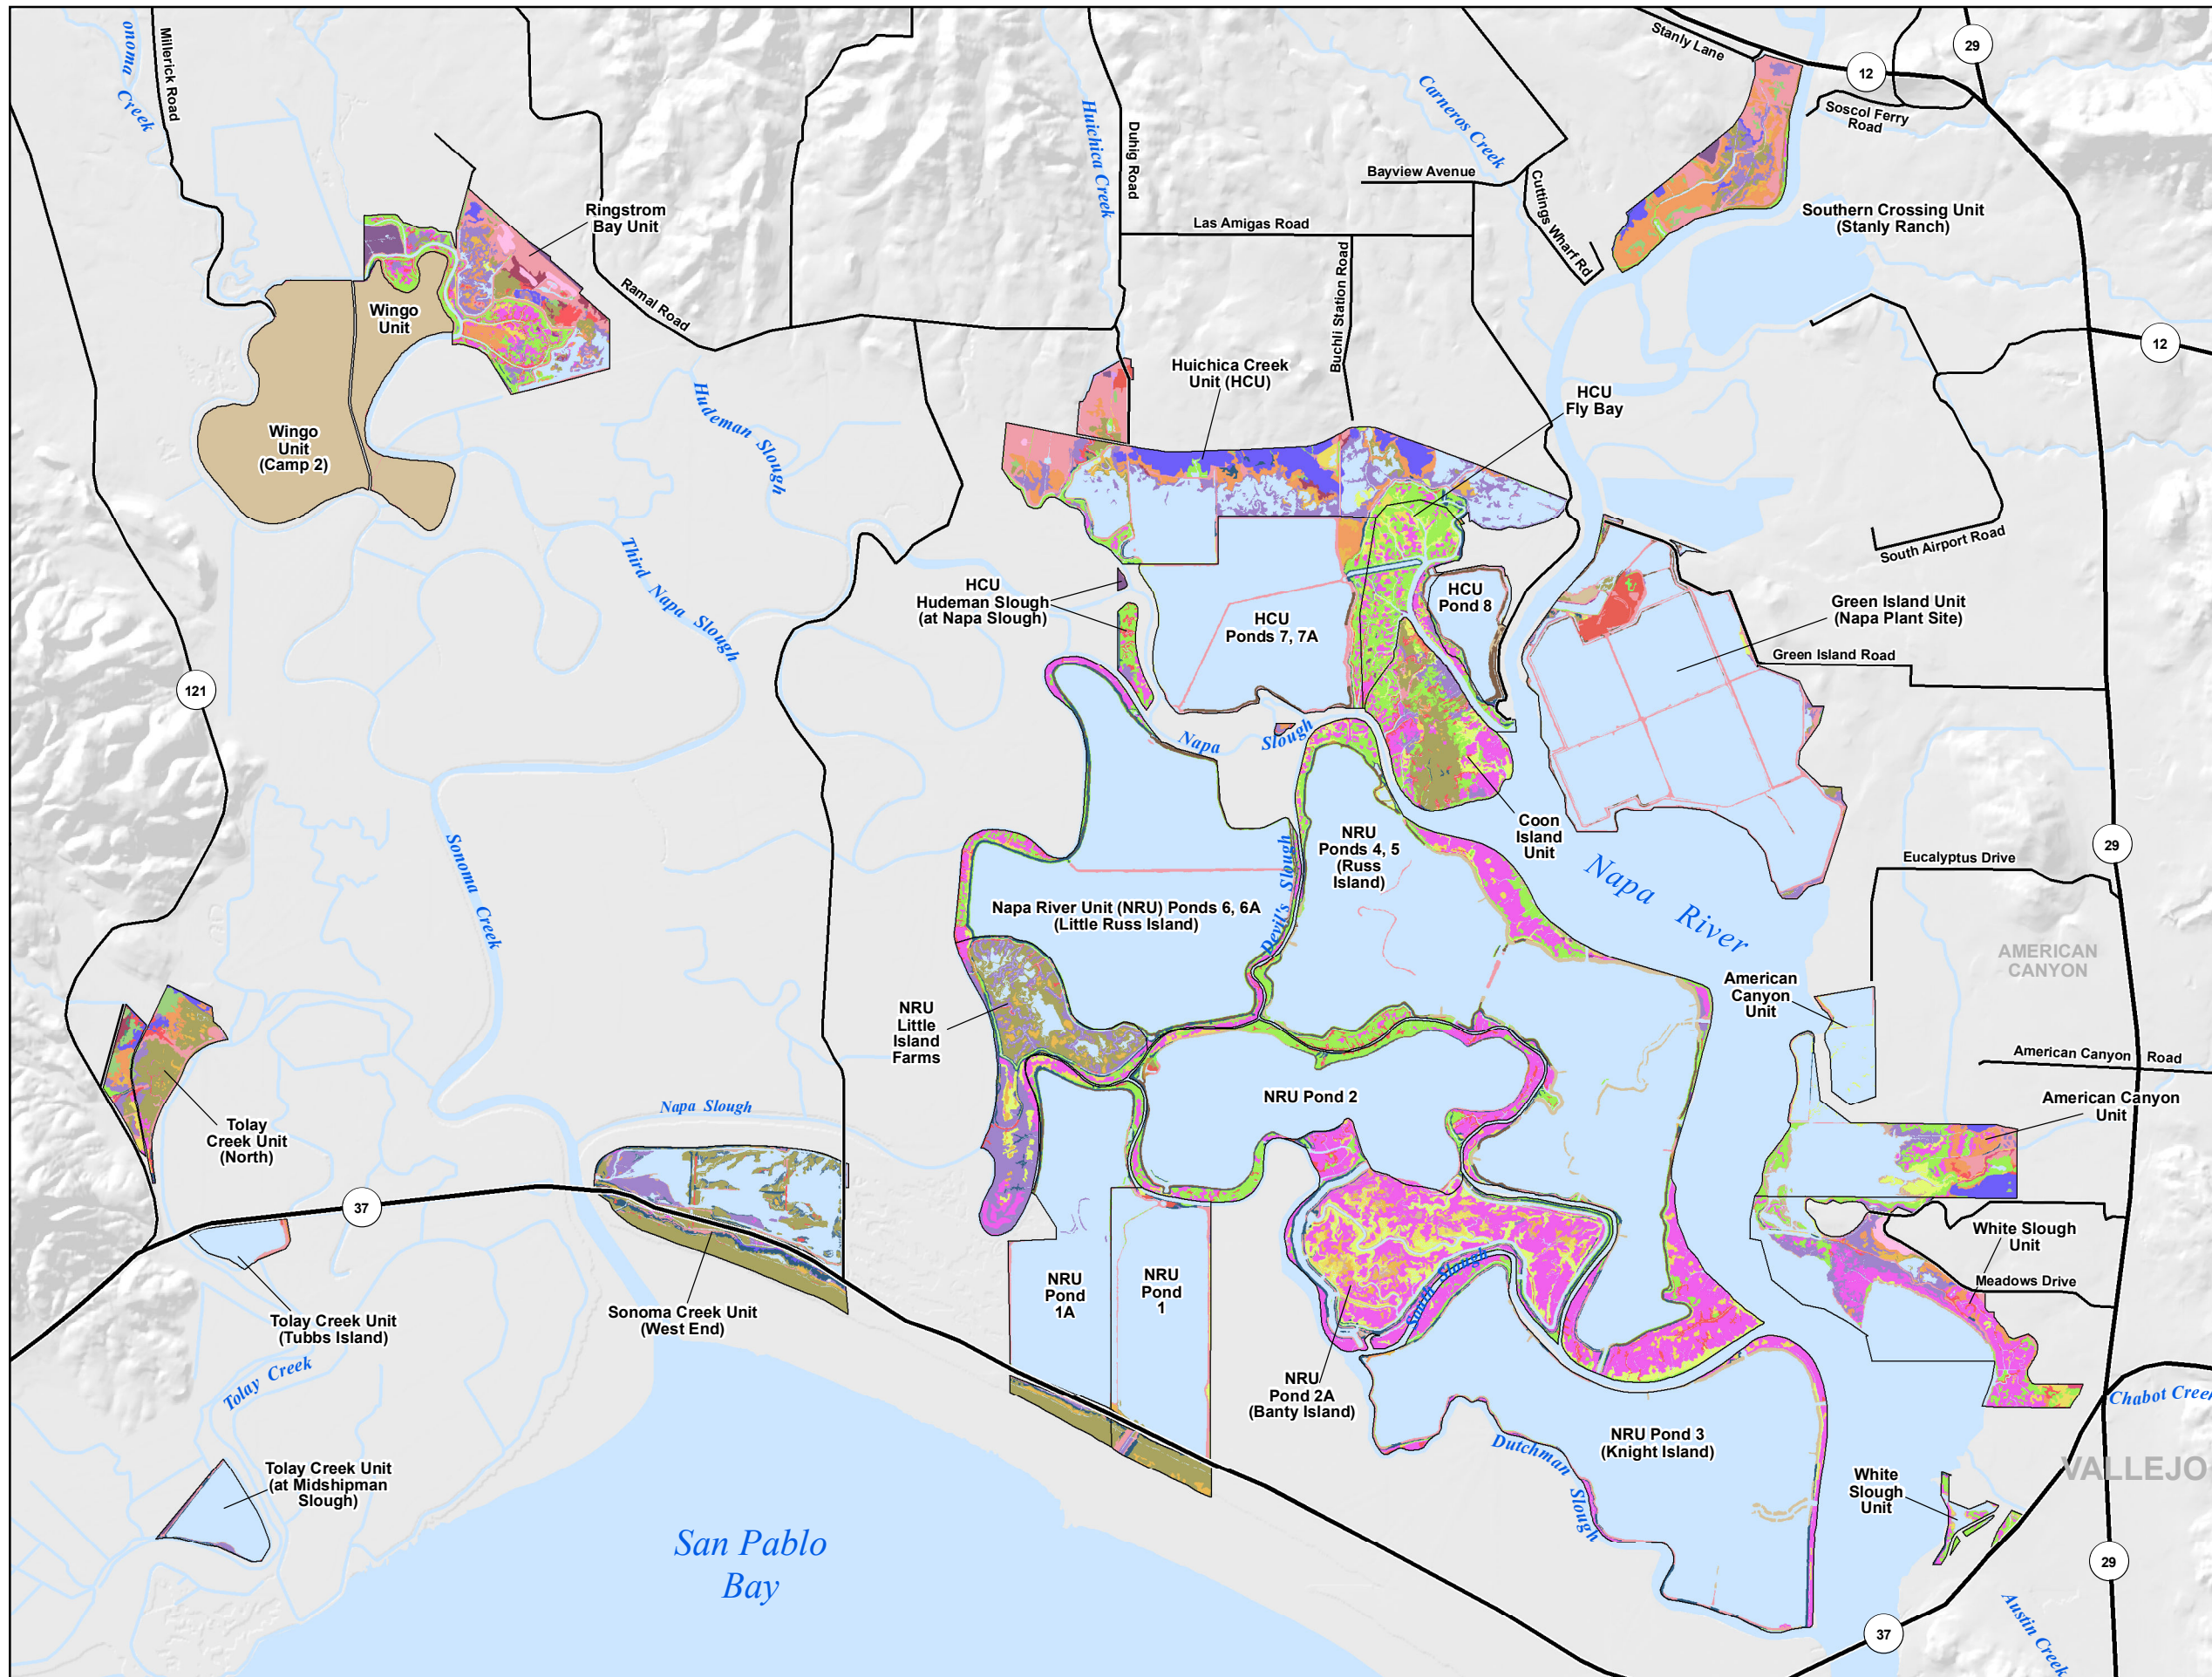 onoma
Creek
Millerick Road
Huichica Creek
Duhig Road
Carneros Creek
Stanly Lane
29
12
Soscol Ferry
Road
Bayview Avenue
Cuttings Wharf Rd
Las Amigas Road
Southern Crossing Unit
(Stanly Ranch)
Ringstrom
Bay Unit
Ramal Road
Wingo
Unit
Buchli Station Road
12
Huichica Creek
Unit (HCU)
HCU
Fly Bay
Hudeman Slough
Wingo
Unit
(Camp 2)
South Airport Road
Third Napa Slough
HCU
Hudeman Slough
(at Napa Slough)
HCU
Pond 8
HCU
Ponds 7, 7A
Green Island Unit
(Napa Plant Site)
Green Island Road
121
Napa Slough
Coon
Island
Unit
NRU
Ponds 4, 5
(Russ
Island)
29
Eucalyptus Drive
Sonoma Creek
Devil's Slough
Napa River
Napa River Unit (NRU) Ponds 6, 6A
(Little Russ Island)
AMERICAN
CANYON
American
Canyon
Unit
NRU
Little
Island
Farms
American Canyon Road
NRU Pond 2
American Canyon
Unit
Napa Slough
Tolay
Creek Unit
(North)
37
White Slough
Unit
Smith Slough
Meadows Drive
NRU
Pond
1A
NRU
Pond
1
Sonoma Creek Unit
(West End)
Tolay Creek Unit
(Tubbs Island)
Tolay Creek
NRU
Pond 2A
(Banty Island)
Chabot Creek
NRU Pond 3
(Knight Island)
Dutchman Slough
VALLEJO
Tolay Creek Unit
(at Midshipman
Slough)
White
Slough
Unit
San Pablo
Bay
29
37
Austin Creek